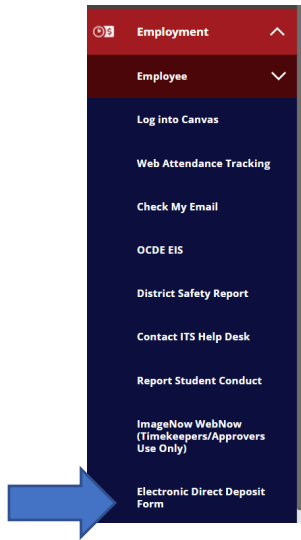 Employment
Employee
Log into Canvas
Web Attendance Tracking
Check My Email
OCDE EIS
District Safety Report
Contact ITS Help Desk
Report Student Conduct
ImageNow WebNow
(Timekeepers/Approvers
Use Only)
Electronic Direct Deposit
Form